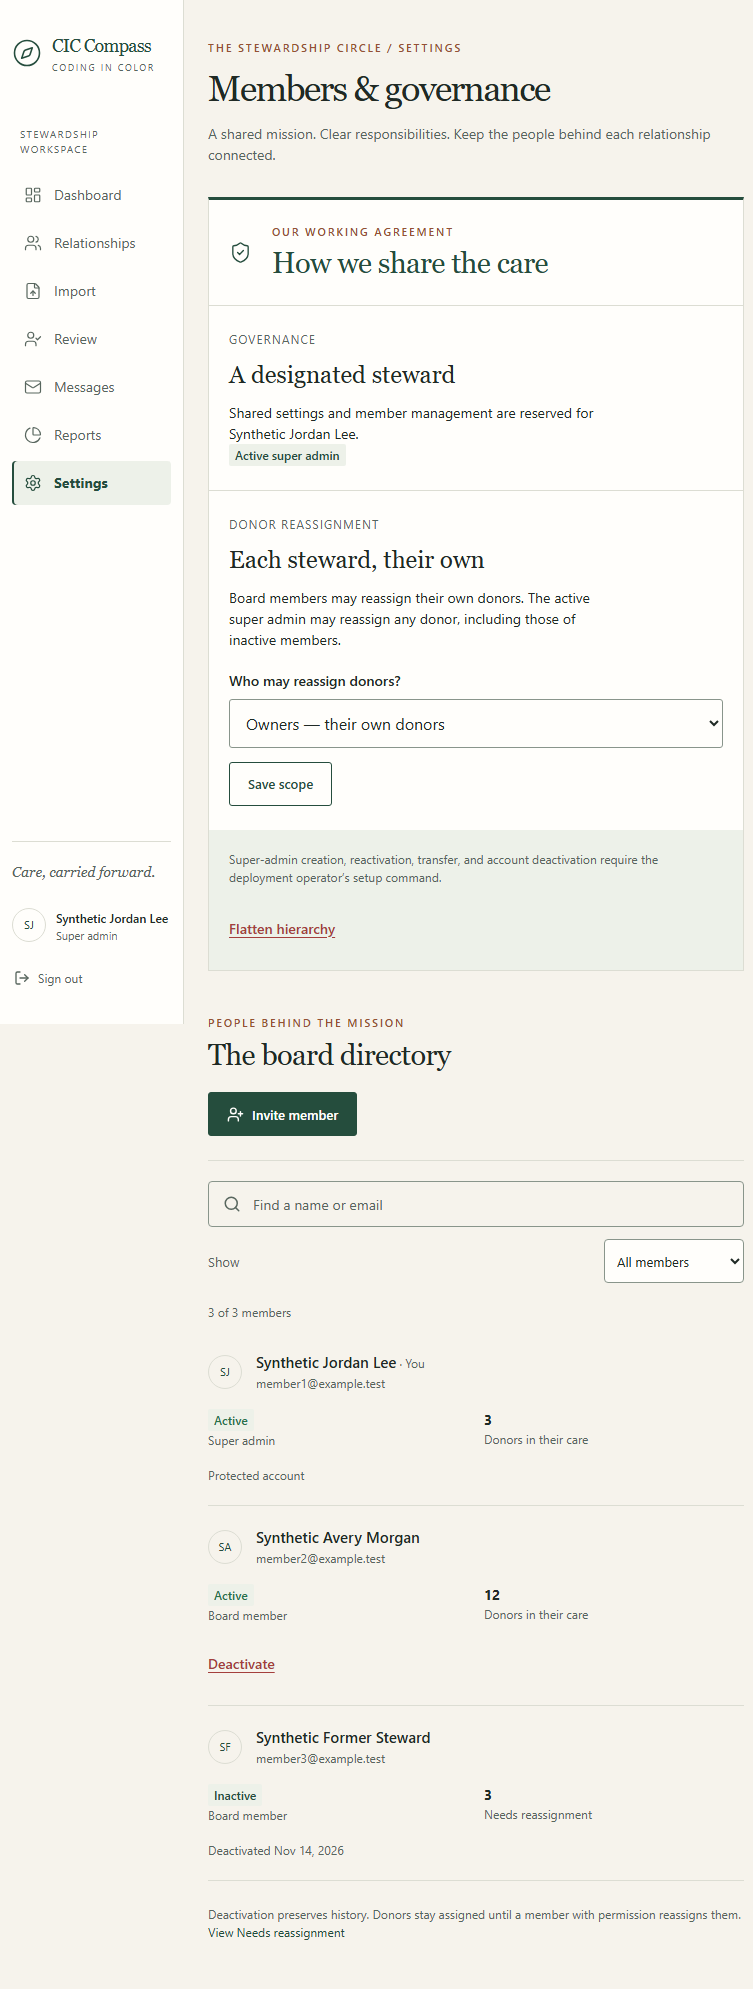 CIC Compass
CODING IN COLOR
STEWARDSHIP
WORKSPACE
Dashboard
Relationships
Import
Review
Messages
Reports
Settings
Care, carried forward.
SJ
Synthetic Jordan Lee
Super admin
Sign out
THE STEWARDSHIP CIRCLE / SETTINGS
Members & governance
A shared mission. Clear responsibilities. Keep the people behind each relationship
connected.
OUR WORKING AGREEMENT
How we share the care
GOVERNANCE
A designated steward
Shared settings and member management are reserved for
Synthetic Jordan Lee.
Active super admin
DONOR REASSIGNMENT
Each steward, their own
Board members may reassign their own donors. The active
super admin may reassign any donor, including those of
inactive members.
Who may reassign donors?
Owners — their own donors
Save scope
Super-admin creation, reactivation, transfer, and account deactivation require the
deployment operator's setup command.
Flatten hierarchy
PEOPLE BEHIND THE MISSION
The board directory
Invite member
Find a name or email
Show
All members
3 of 3 members
SJ
Synthetic Jordan Lee · You
member1@example.test
Active
Super admin
3
Donors in their care
Protected account
SA
Synthetic Avery Morgan
member2@example.test
Active
Board member
12
Donors in their care
Deactivate
SF
Synthetic Former Steward
member3@example.test
Inactive
Board member
3
Needs reassignment
Deactivated Nov 14, 2026
Deactivation preserves history. Donors stay assigned until a member with permission reassigns them.
View Needs reassignment